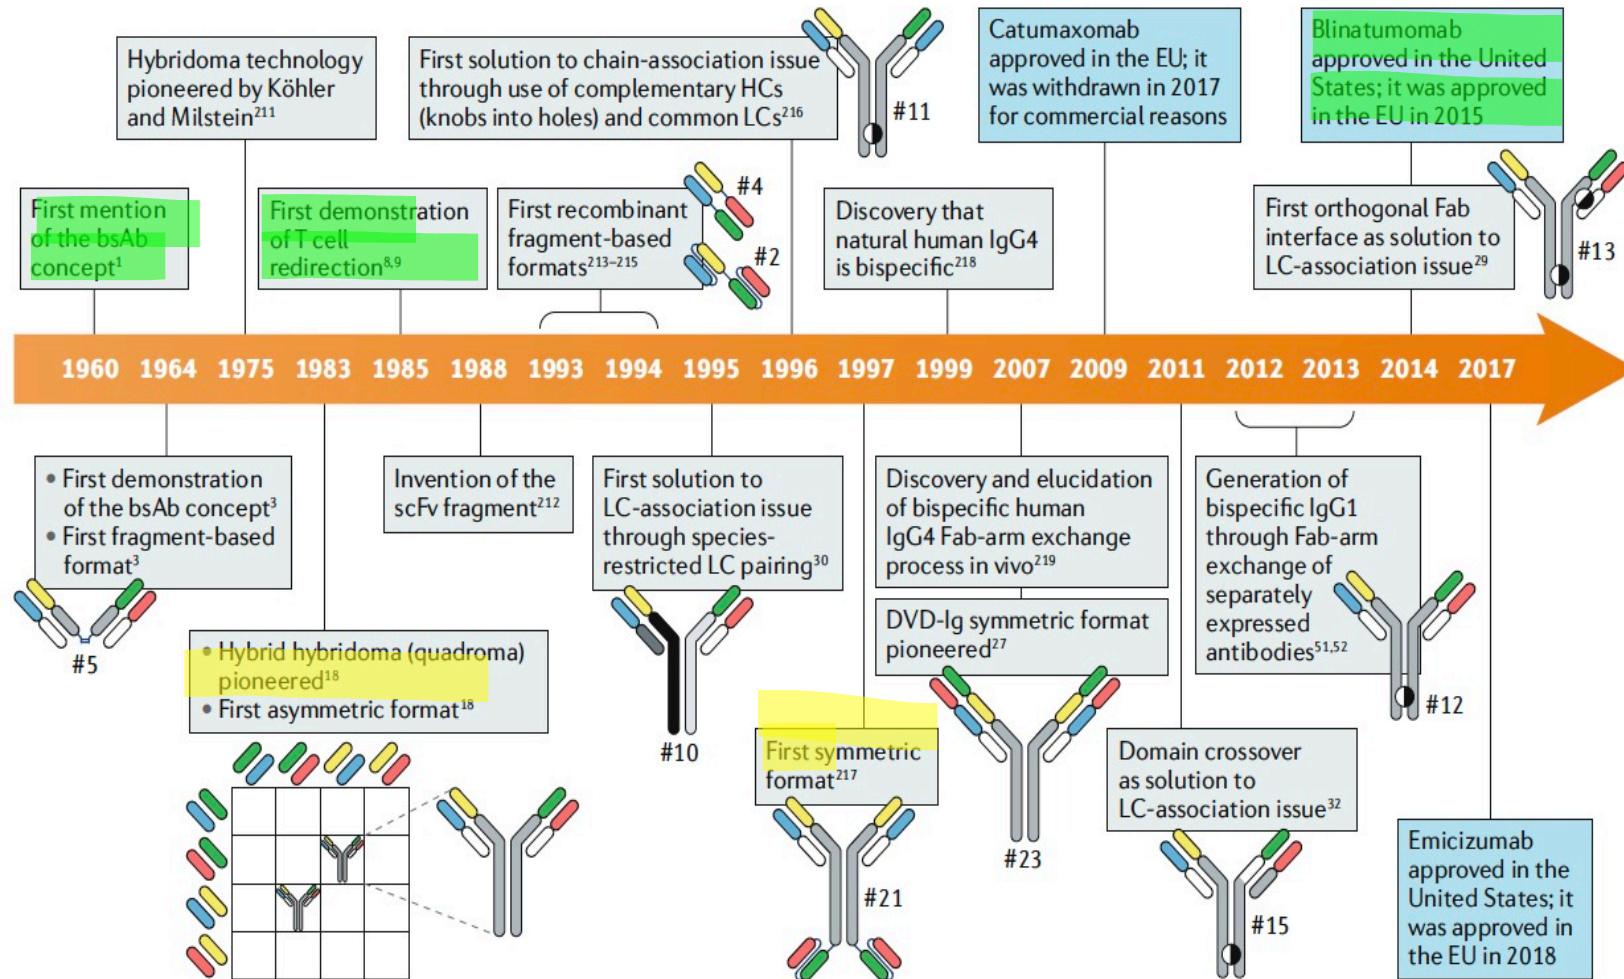 Hybridoma technology
pioneered by Köhler
and Milstein²¹¹
First solution to chain-association issue
through use of complementary HCs
(knobs into holes) and common LCs²¹⁶
#11
Catumaxomab
approved in the EU; it
was withdrawn in 2017
for commercial reasons
Blinatumomab
approved in the United
States; it was approved
in the EU in 2015
First mention
of the bsAb
concept¹
First demonstration
of T cell
redirection⁸,⁹
First recombinant
fragment-based
formats²¹³⁻²¹⁵
#4
#2
Discovery that
natural human IgG4
is bispecific²¹⁸
First orthogonal Fab
interface as solution to
LC-association issue²⁹
#13
1960 1964 1975 1983 1985 1988 1993 1994 1995 1996 1997 1999 2007 2009 2011 2012 2013 2014 2017
• First demonstration
of the bsAb concept³
• First fragment-based
format³
#5
• Hybrid hybridoma (quadroma)
pioneered¹⁸
• First asymmetric format¹⁸
Invention of the
scFv fragment²¹²
First solution to
LC-association issue
through species-
restricted LC pairing³⁰
#10
First symmetric
format²¹⁷
#21
Discovery and elucidation
of bispecific human
IgG4 Fab-arm exchange
process in vivo²¹⁹
DVD-Ig symmetric format
pioneered²⁷
#23
Domain crossover
as solution to
LC-association issue³²
#15
Generation of
bispecific IgG1
through Fab-arm
exchange of
separately
expressed
antibodies⁵¹,⁵²
#12
Emicizumab
approved in the
United States; it
was approved in
the EU in 2018